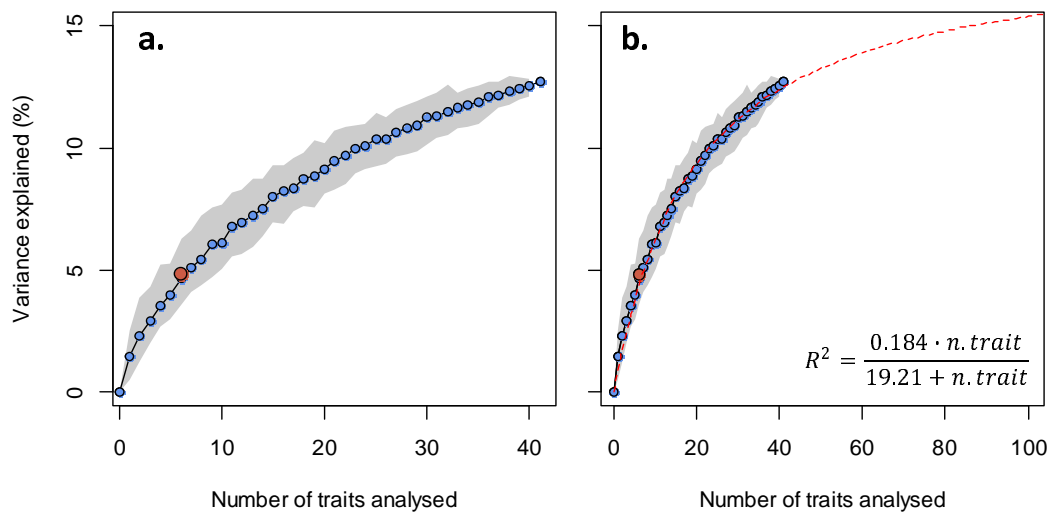 a.
b.
15
10
5
0
Variance explained (%)
0 10 20 30 40
0 20 40 60 80 100
Number of traits analysed
Number of traits analysed
R² = 0.184 · n.trait / 19.21 + n.trait